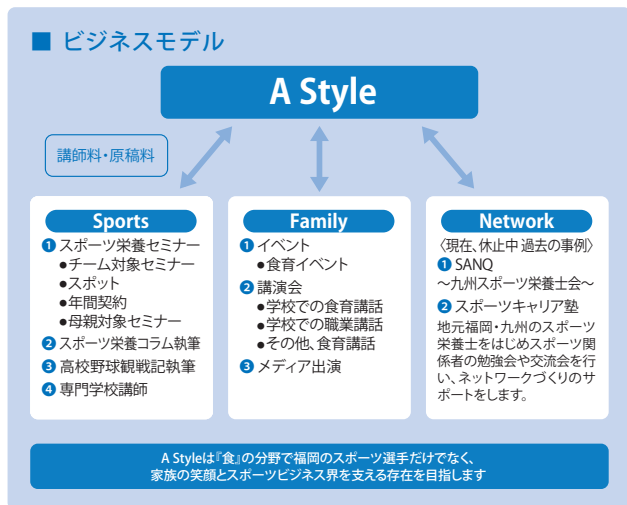 ■ ビジネスモデル
A Style
講師料・原稿料
Sports
❶ スポーツ栄養セミナー
●チーム対象セミナー
●スポット
●年間契約
●母親対象セミナー
❷ スポーツ栄養コラム執筆
❸ 高校野球観戦記執筆
❹ 専門学校講師
Family
❶ イベント
●食育イベント
❷ 講演会
●学校での食育講話
●学校での職業講話
●その他、食育講話
❸ メディア出演
Network
〈現在、休止中 過去の事例〉
❶ SANQ
～九州スポーツ栄養士会～
❷ スポーツキャリア塾
地元福岡・九州のスポーツ
栄養士をはじめスポーツ関
係者の勉強会や交流会を行
い、ネットワークづくりのサ
ポートをします。
A Styleは『食』の分野で福岡のスポーツ選手だけでなく、
家族の笑顔とスポーツビジネス界を支える存在を目指します